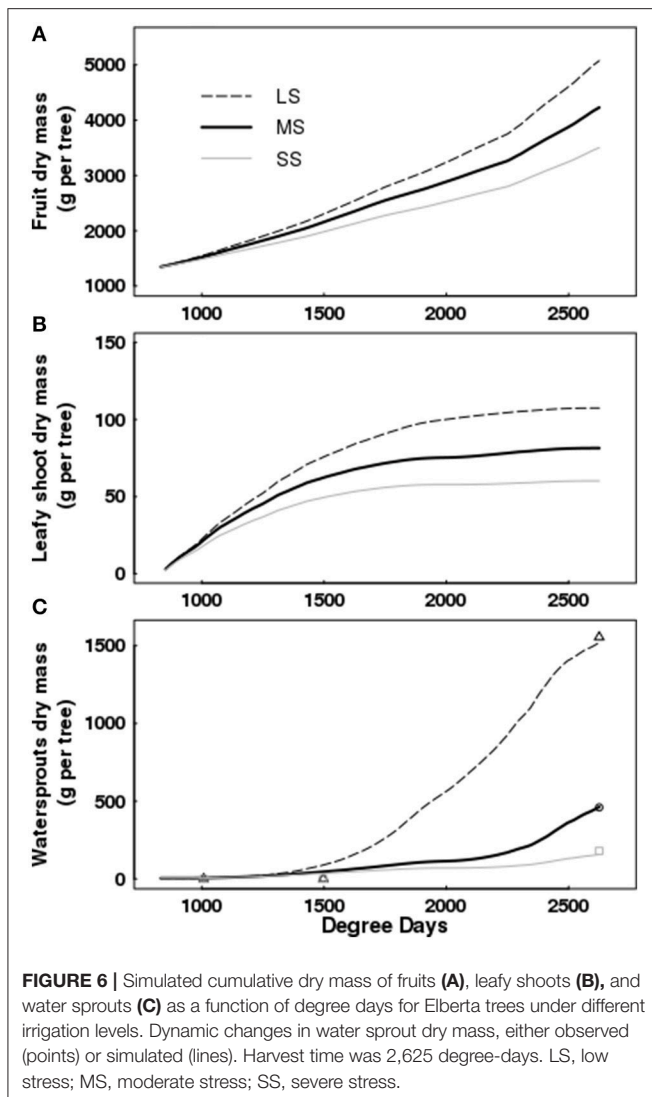 A
Fruit dry mass
(g per tree)
5000
4000
3000
2000
1000
LS
MS
SS
1000 1500 2000 2500
B
Leafy shoot dry mass
(g per tree)
150
100
50
0
1000 1500 2000 2500
C
Watersprouts dry mass
(g per tree)
1500
1000
500
0
1000 1500 2000 2500
Degree Days
FIGURE 6 | Simulated cumulative dry mass of fruits (A), leafy shoots (B), and
water sprouts (C) as a function of degree days for Elberta trees under different
irrigation levels. Dynamic changes in water sprout dry mass, either observed
(points) or simulated (lines). Harvest time was 2,625 degree-days. LS, low
stress; MS, moderate stress; SS, severe stress.